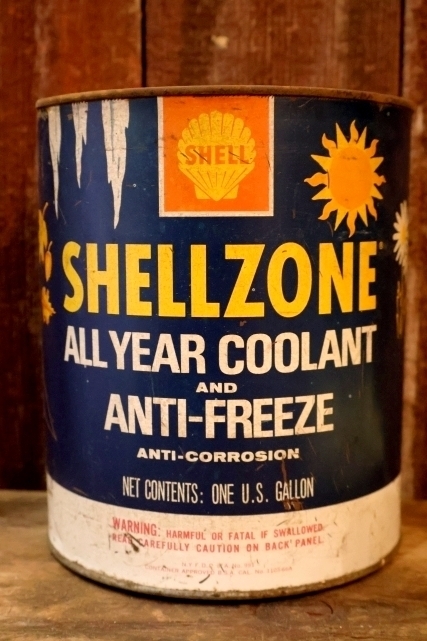 SHELL
SHELLZONE®
ALL YEAR COOLANT
AND
ANTI-FREEZE
ANTI-CORROSION
NET CONTENTS: ONE U.S. GALLON
WARNING: HARMFUL OR FATAL IF SWALLOWED
READ CAREFULLY CAUTION ON BACK PANEL